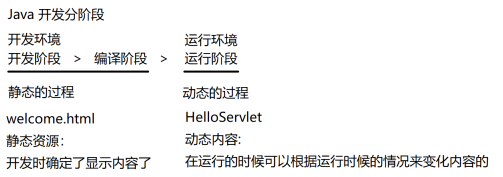 Java 开发分阶段
开发环境 运行环境
开发阶段 > 编译阶段 > 运行阶段
静态的过程 动态的过程
welcome.html HelloServlet
静态资源： 动态内容:
开发时确定了显示内容了 在运行的时候可以根据运行时候的情况来变化内容的